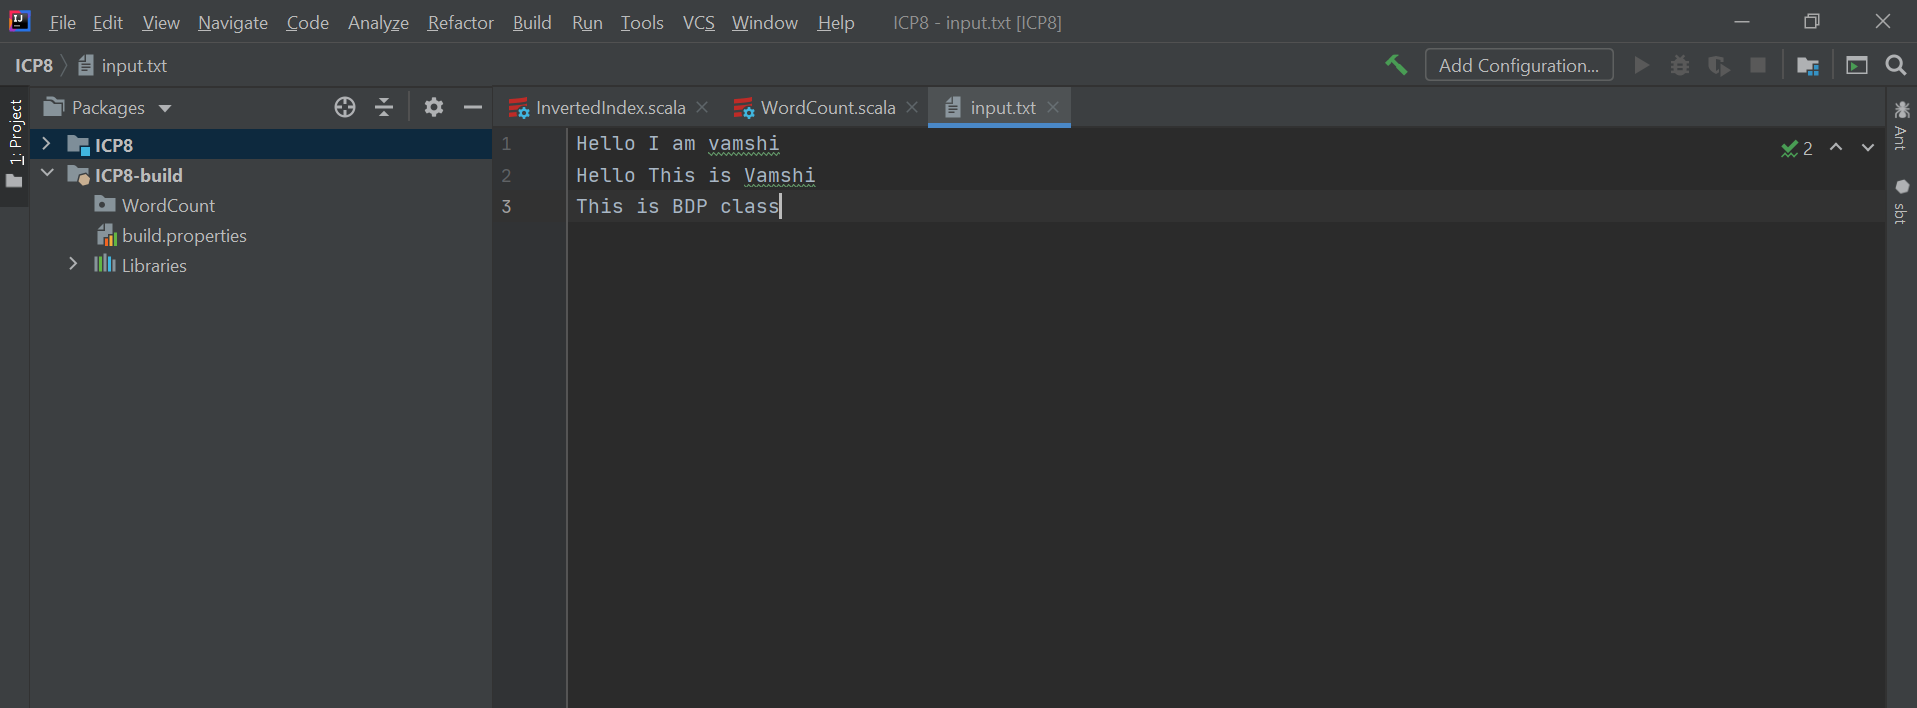 IJ File Edit View Navigate Code Analyze Refactor Build Run Tools VCS Window Help ICP8 - input.txt [ICP8]
ICP8 input.txt Add Configuration...
1: Project
Packages
ICP8
ICP8-build
WordCount
build.properties
Libraries
InvertedIndex.scala WordCount.scala input.txt
1 Hello I am vamshi
2 Hello This is Vamshi
3 This is BDP class
2
Ant
sbt